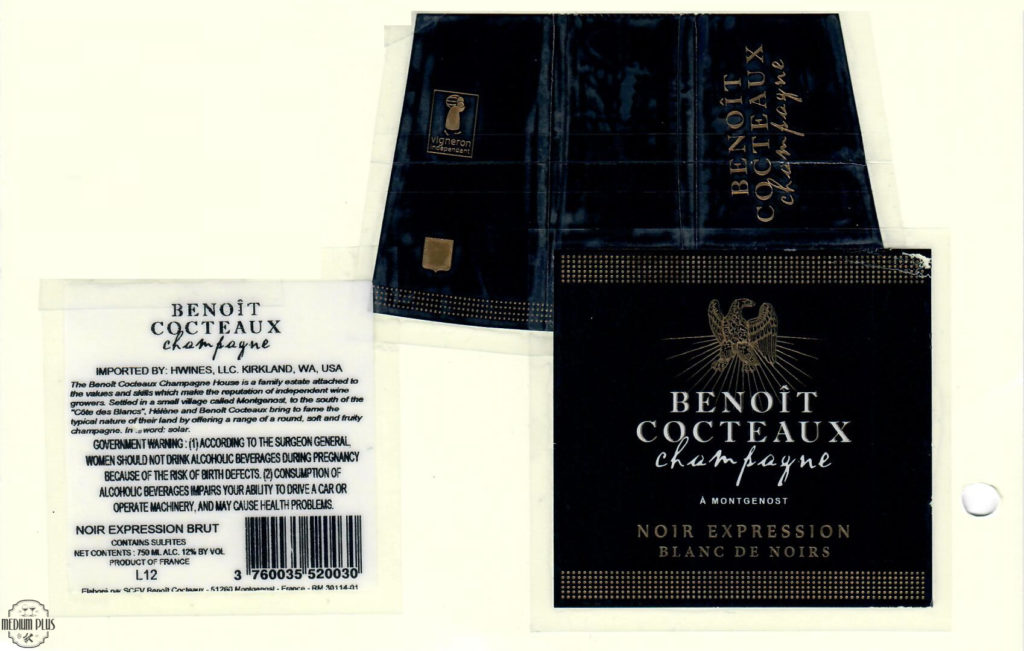 vigneron
indépendant
BENOÎT
COCTEAUX
champagne
BENOÎT
COCTEAUX
champagne
IMPORTED BY: HWINES, LLC. KIRKLAND, WA, USA
The Benoît Cocteaux Champagne House is a family estate attached to
the values and skills which make the reputation of independent wine
growers. Settled in a small village called Montgenost, to the south of the
"Côte des Blancs", Hélène and Benoît Cocteaux bring to fame the
typical nature of their land by offering a range of a round, soft and fruity
champagne. In word: solar.
GOVERNMENT WARNING : (1) ACCORDING TO THE SURGEON GENERAL,
WOMEN SHOULD NOT DRINK ALCOHOLIC BEVERAGES DURING PREGNANCY
BECAUSE OF THE RISK OF BIRTH DEFECTS. (2) CONSUMPTION OF
ALCOHOLIC BEVERAGES IMPAIRS YOUR ABILITY TO DRIVE A CAR OR
OPERATE MACHINERY, AND MAY CAUSE HEALTH PROBLEMS.
NOIR EXPRESSION BRUT
CONTAINS SULFITES
NET CONTENTS : 750 ML ALC. 12% BY VOL
PRODUCT OF FRANCE
L12
3 760035 520030
Elaboré par SCEV Benoît Cocteaux - 51260 Montgenost - France - RM 30114-01
BENOÎT
COCTEAUX
champagne
À MONTGENOST
NOIR EXPRESSION
BLANC DE NOIRS
MEDIUM PLUS